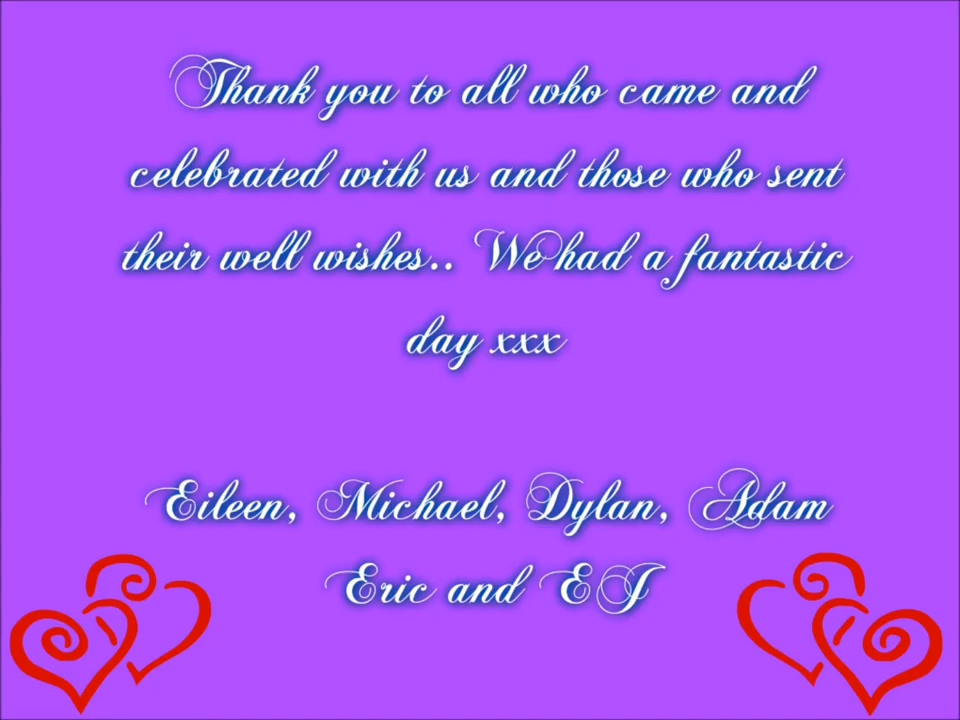 Thank you to all who came and
celebrated with us and those who sent
their well wishes.. We had a fantastic
day xxx
Eileen, Michael, Dylan, Adam
Eric and EJ